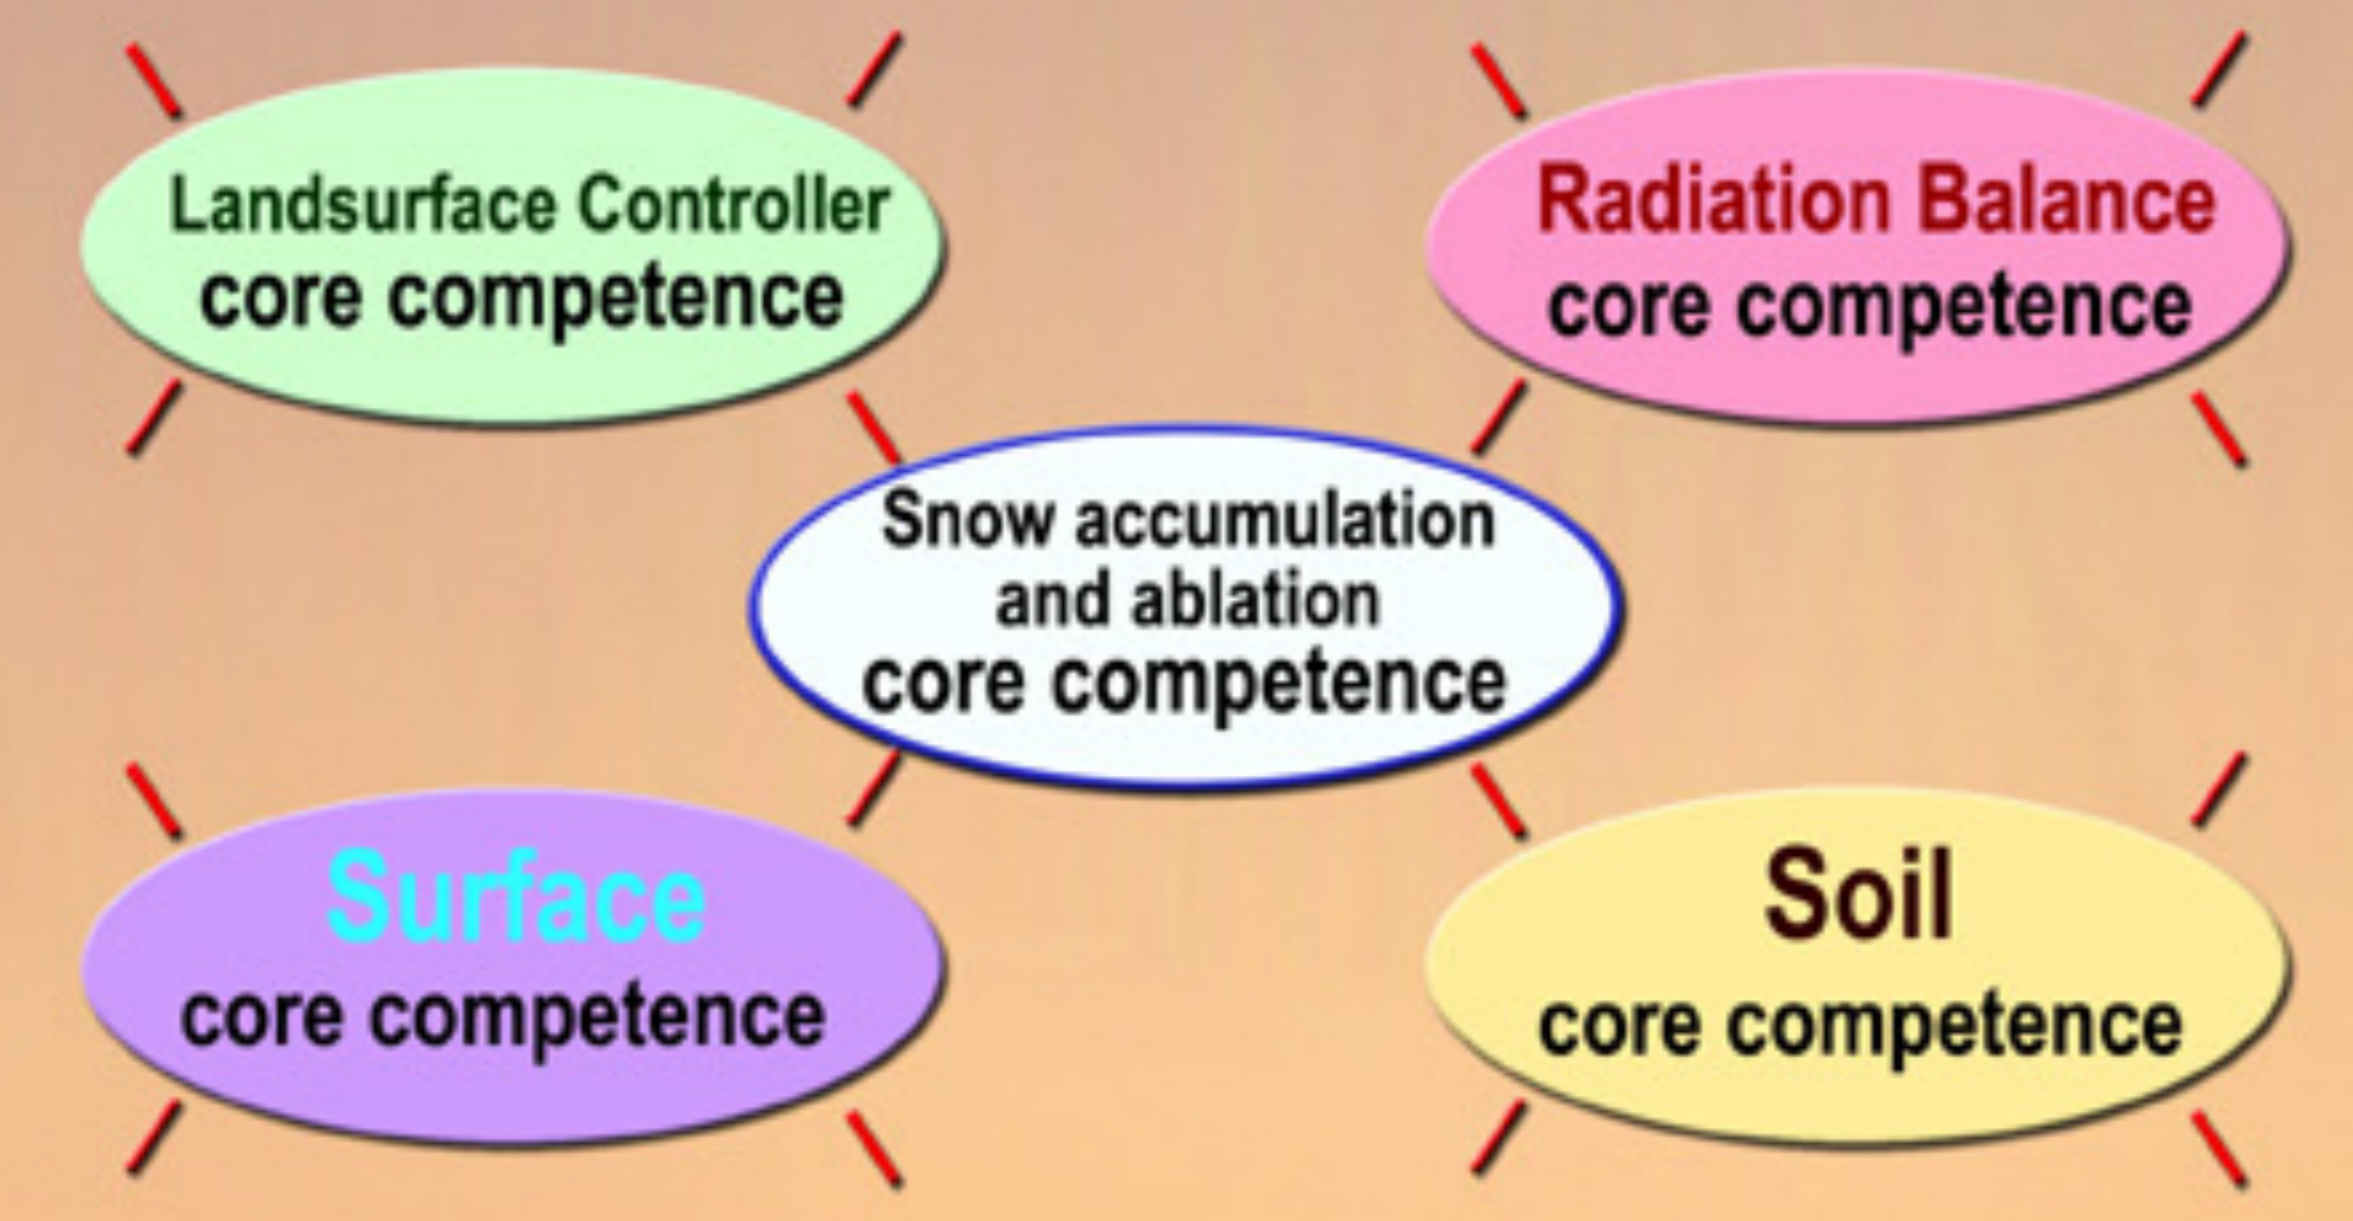 Landsurface Controller
core competence
Radiation Balance
core competence
Snow accumulation
and ablation
core competence
Surface
core competence
Soil
core competence